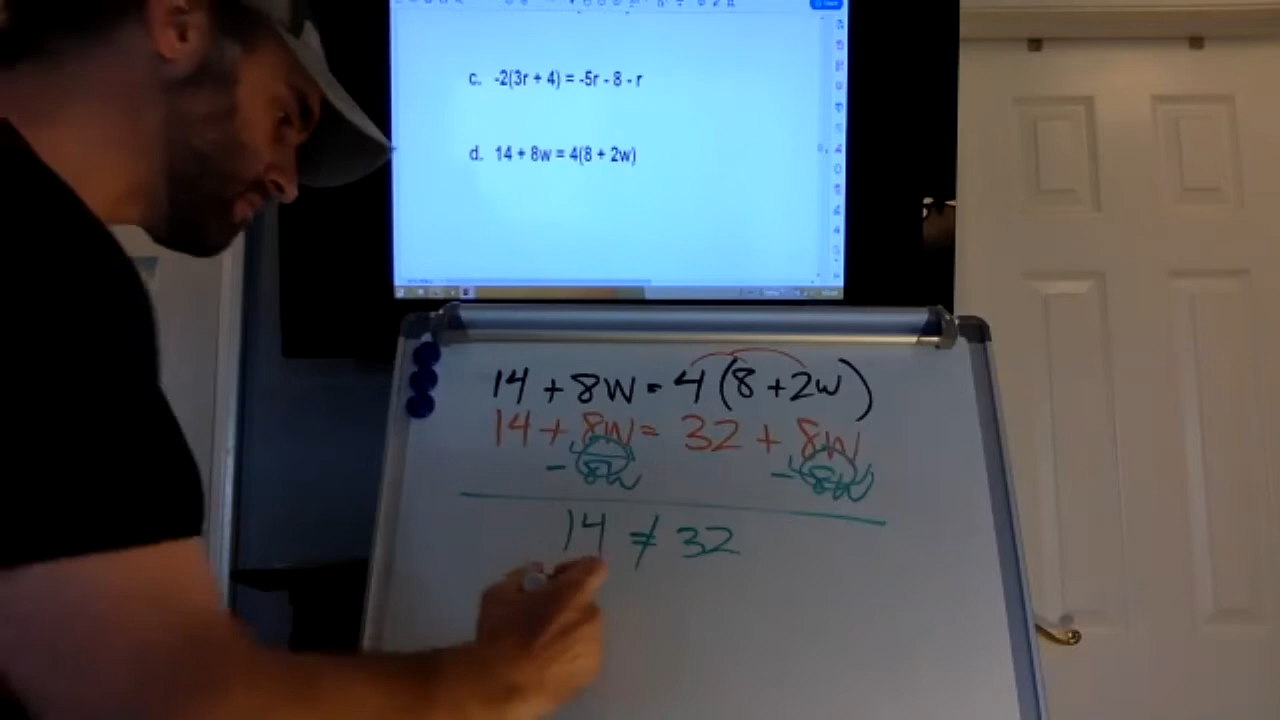 c. -2(3r + 4) = -5r - 8 - r
d. 14 + 8w = 4(8 + 2w)
14 + 8w = 4(8 + 2w)
14 + 8w = 32 + 8w
- 8w - 8w
14 ≠ 32